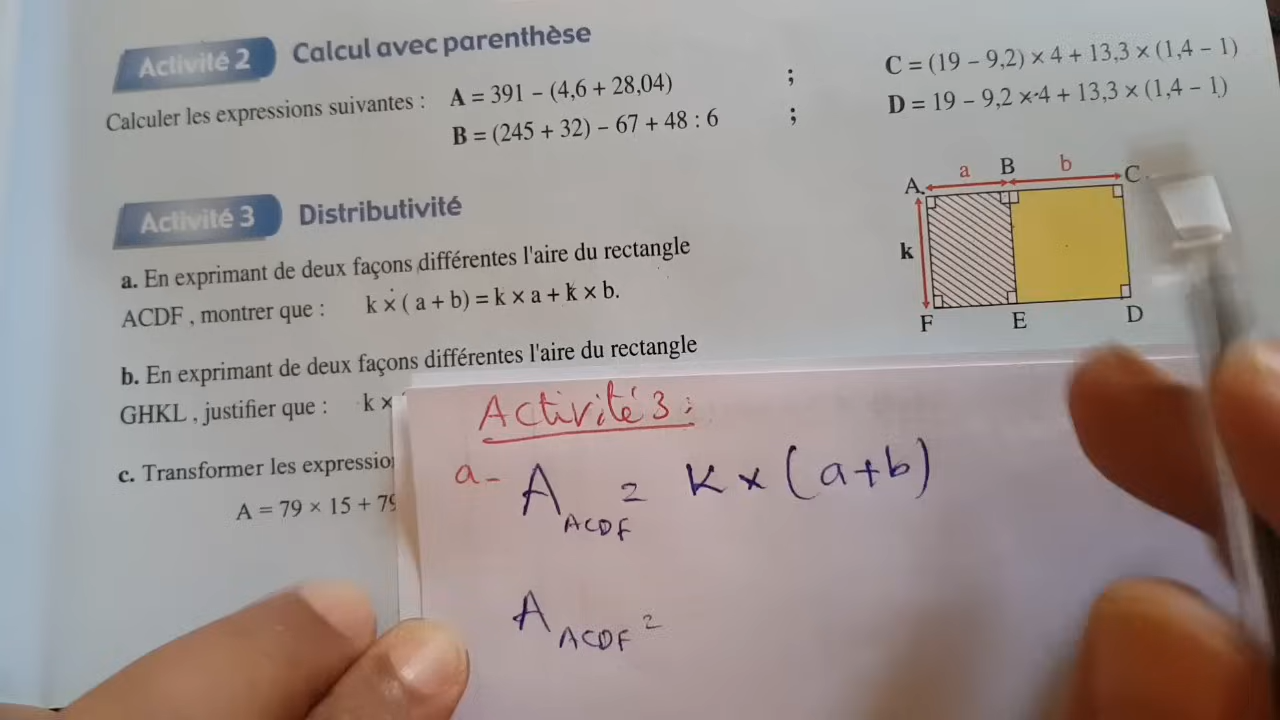 Activité 2 Calcul avec parenthèse
Calculer les expressions suivantes : A = 391 − (4,6 + 28,04) ; C = (19 − 9,2) × 4 + 13,3 × (1,4 − 1)
B = (245 + 32) − 67 + 48 : 6 ; D = 19 − 9,2 × 4 + 13,3 × (1,4 − 1)
Activité 3 Distributivité
a. En exprimant de deux façons différentes l'aire du rectangle
ACDF , montrer que : k × ( a + b) = k × a + k × b.
b. En exprimant de deux façons différentes l'aire du rectangle
GHKL , justifier que : k ×
c. Transformer les expressio
A = 79 × 15 + 79
A a B b C
k
F E D
Activité 3 :
a- A ACDF = K × (a+b)
A ACDF =